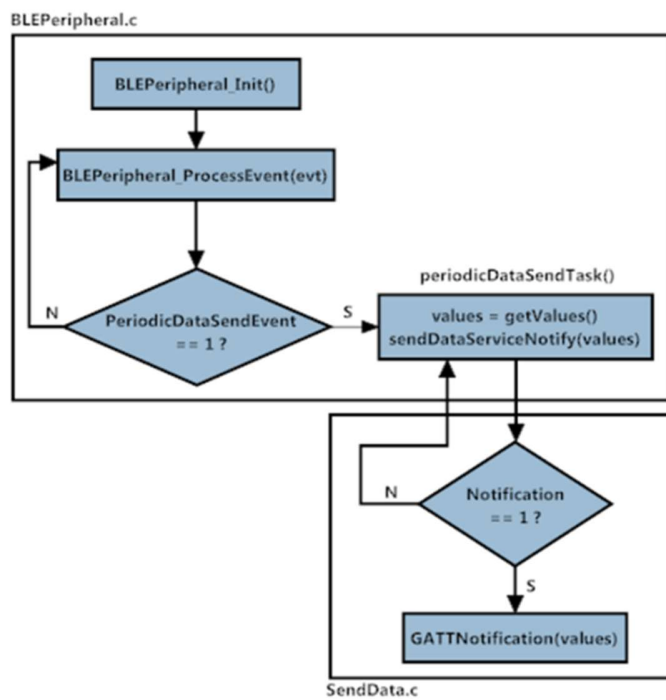 BLEPeripheral.c
BLEPeripheral_Init()
BLEPeripheral_ProcessEvent(evt)
periodicDataSendTask()
N
PeriodicDataSendEvent
== 1 ?
S
values = getValues()
sendDataServiceNotify(values)
N
Notification
== 1 ?
S
GATTNotification(values)
SendData.c